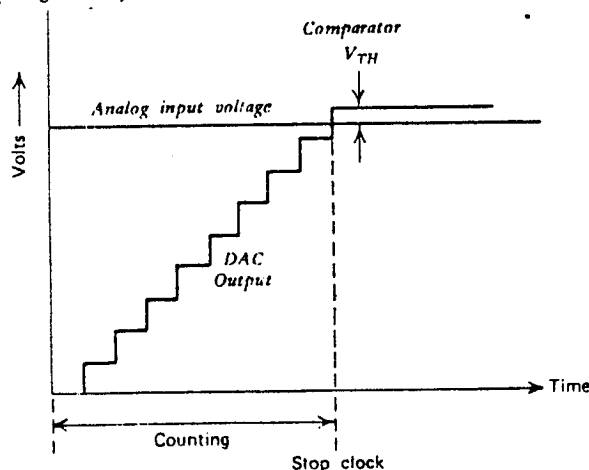 Comparator
V_TH
Analog input voltage
Volts
DAC
Output
Time
Counting
Stop clock